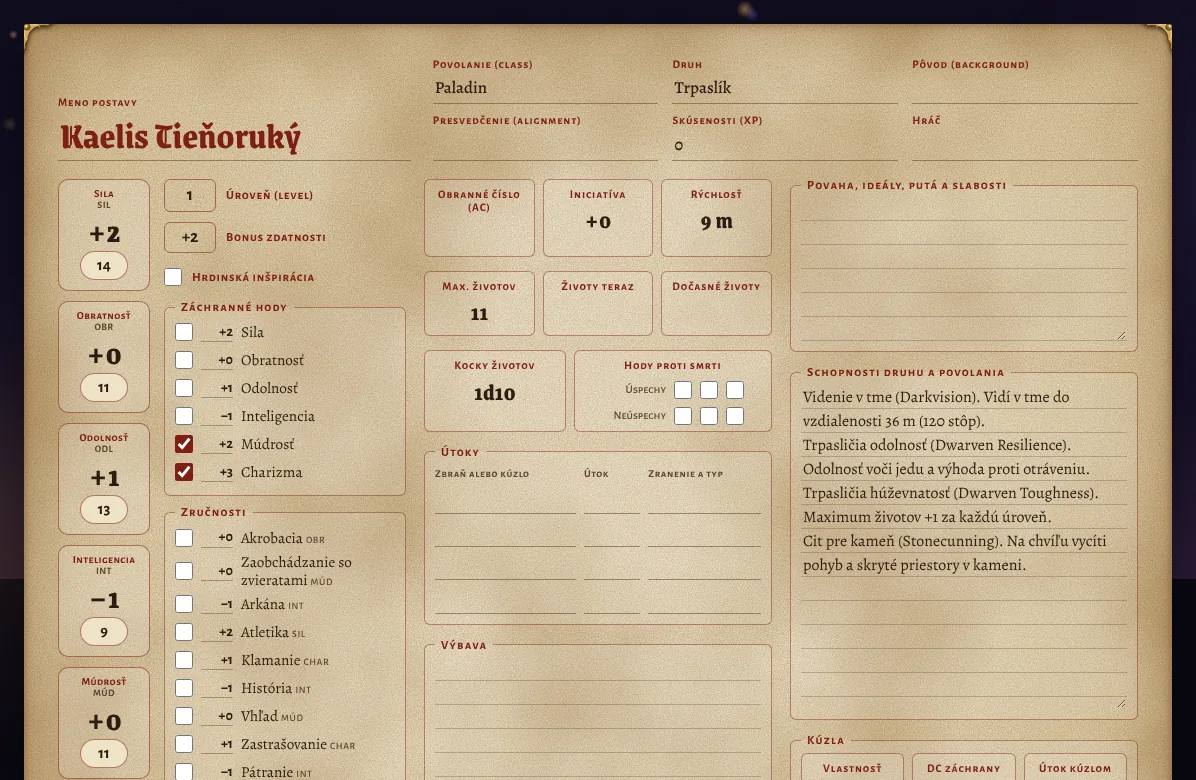 Povolanie (class)
Paladin
Druh
Trpaslík
Pôvod (background)
Meno postavy
Kaelis Tieňoruký
Presvedčenie (alignment)
Skúsenosti (XP)
0
Hráč
Sila
SIL
+2
14
Obratnosť
OBR
+0
11
Odolnosť
ODL
+1
13
Inteligencia
INT
−1
9
Múdrosť
MÚD
+0
11
1 Úroveň (level)
+2 Bonus zdatnosti
Hrdinská inšpirácia
Záchranné hody
+2 Sila
+0 Obratnosť
+1 Odolnosť
−1 Inteligencia
+2 Múdrosť
+3 Charizma
Zručnosti
+0 Akrobacia OBR
+0 Zaobchádzanie so
zvieratami MÚD
−1 Arkána INT
+2 Atletika SIL
+1 Klamanie CHAR
−1 História INT
+0 Vhľad MÚD
+1 Zastrašovanie CHAR
−1 Pátranie INT
Obranné číslo
(AC)
Iniciatíva
+0
Rýchlosť
9 m
Max. životov
11
Životy teraz
Dočasné životy
Kocky životov
1d10
Hody proti smrti
Úspechy
Neúspechy
Útoky
Zbraň alebo kúzlo Útok Zranenie a typ
Výbava
Povaha, ideály, putá a slabosti
Schopnosti druhu a povolania
Videnie v tme (Darkvision). Vidí v tme do
vzdialenosti 36 m (120 stôp).
Trpasličia odolnosť (Dwarven Resilience).
Odolnosť voči jedu a výhoda proti otráveniu.
Trpasličia húževnatosť (Dwarven Toughness).
Maximum životov +1 za každú úroveň.
Cit pre kameň (Stonecunning). Na chvíľu vycíti
pohyb a skryté priestory v kameni.
Kúzla
Vlastnosť
DC záchrany
Útok kúzlom